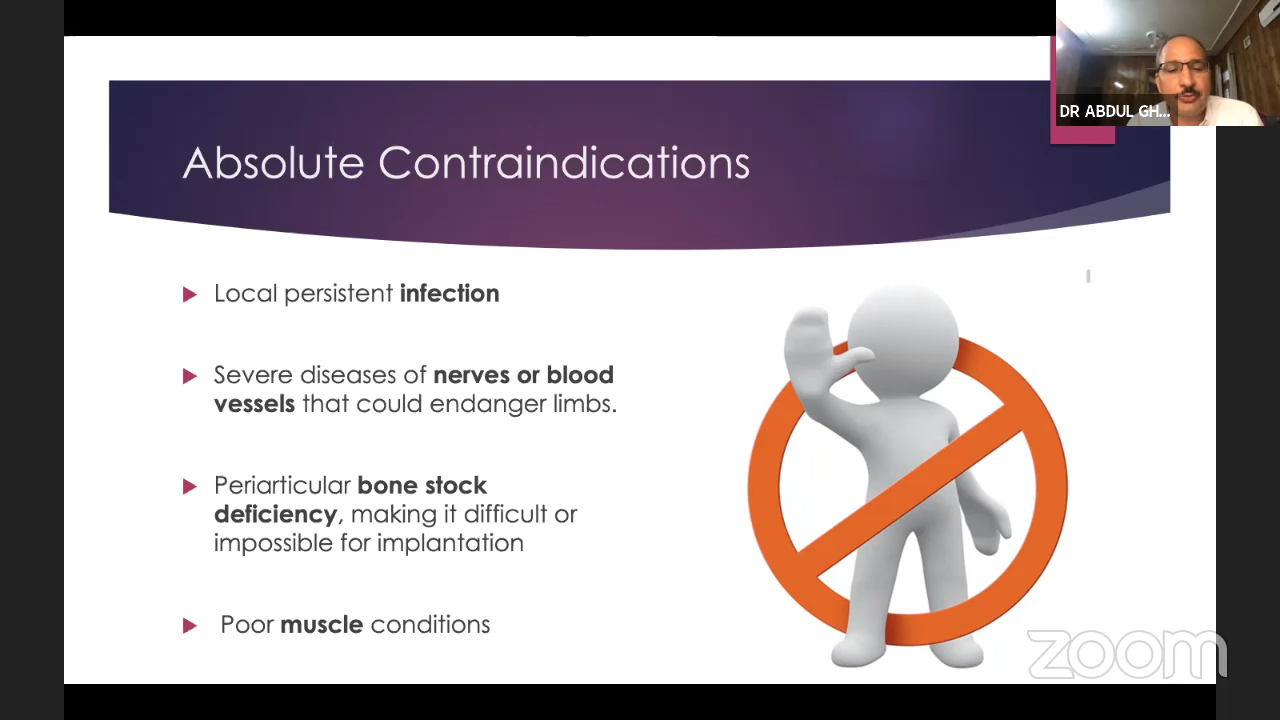 DR ABDUL GH...
Absolute Contraindications
Local persistent infection
Severe diseases of nerves or blood
vessels that could endanger limbs.
Periarticular bone stock
deficiency, making it difficult or
impossible for implantation
Poor muscle conditions
zoom